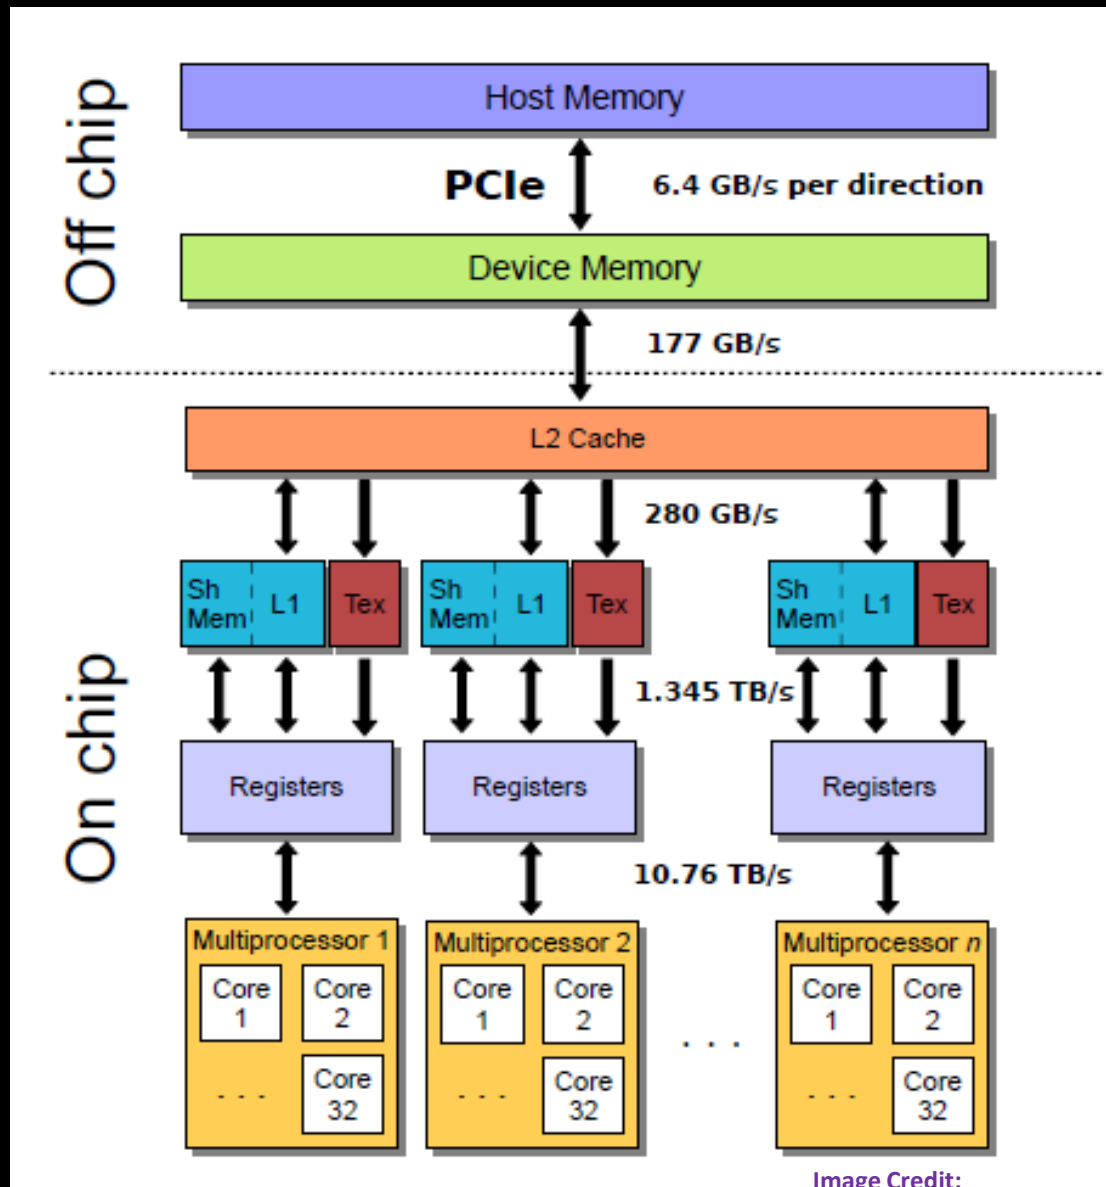 Off chip
Host Memory
PCIe
6.4 GB/s per direction
Device Memory
177 GB/s
On chip
L2 Cache
280 GB/s
Sh Mem L1 Tex
Sh Mem L1 Tex
Sh Mem L1 Tex
1.345 TB/s
Registers Registers Registers
10.76 TB/s
Multiprocessor 1
Core 1
Core 2
. . .
Core 32
Multiprocessor 2
Core 1
Core 2
. . .
Core 32
. . .
Multiprocessor n
Core 1
Core 2
. . .
Core 32
Image Credit: